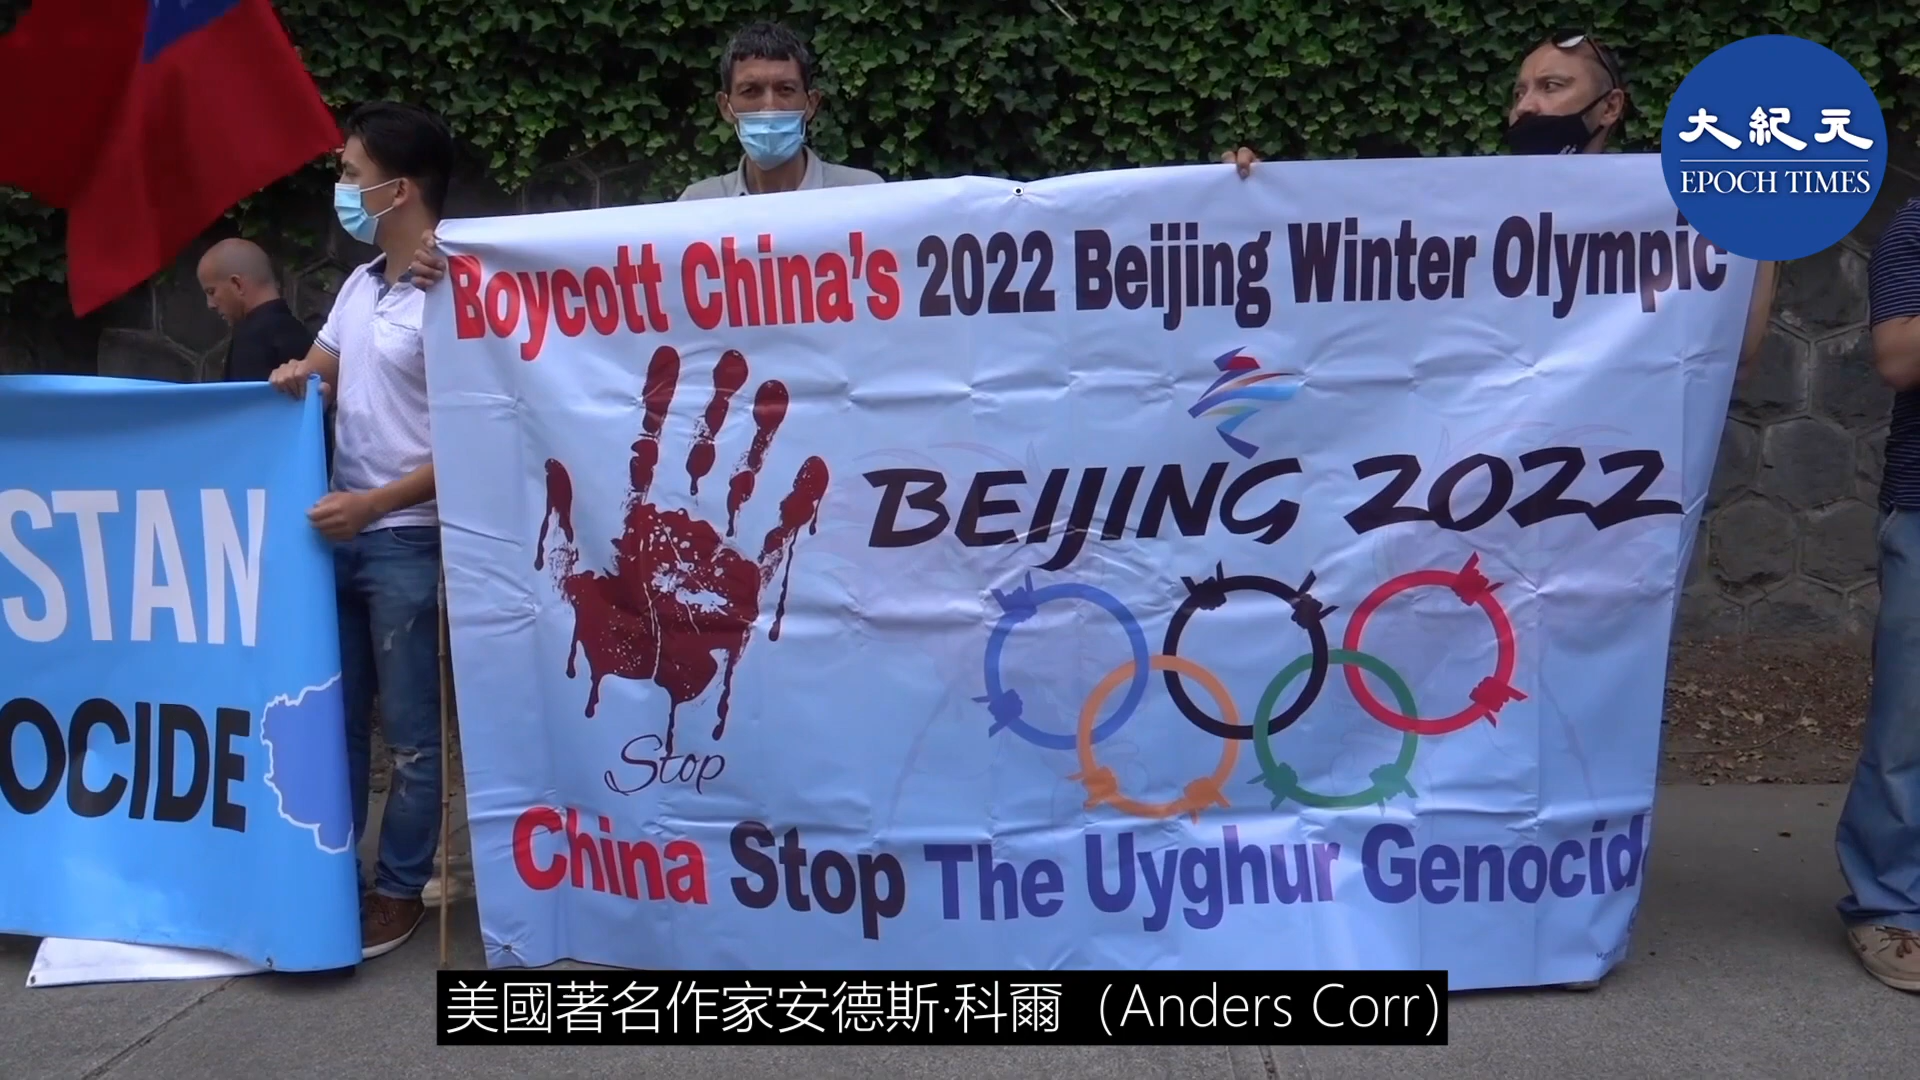 大紀元
EPOCH TIMES
Boycott China's 2022 Beijing Winter Olympic
BEIJING 2022
Stop
China Stop The Uyghur Genocid
STAN
OCIDE
美國著名作家安德斯·科爾（Anders Corr）